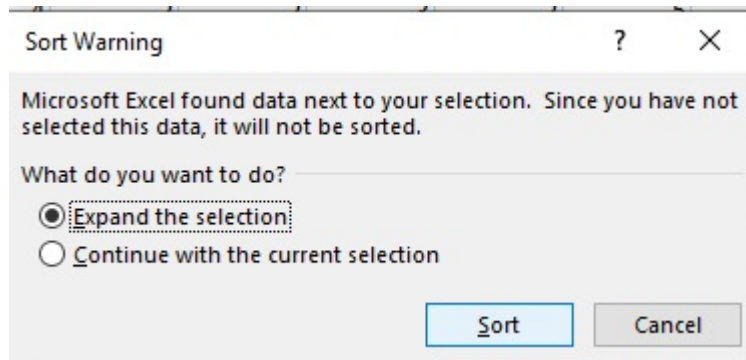 Sort Warning ?
Microsoft Excel found data next to your selection. Since you have not
selected this data, it will not be sorted.
What do you want to do?
Expand the selection
Continue with the current selection
Sort Cancel